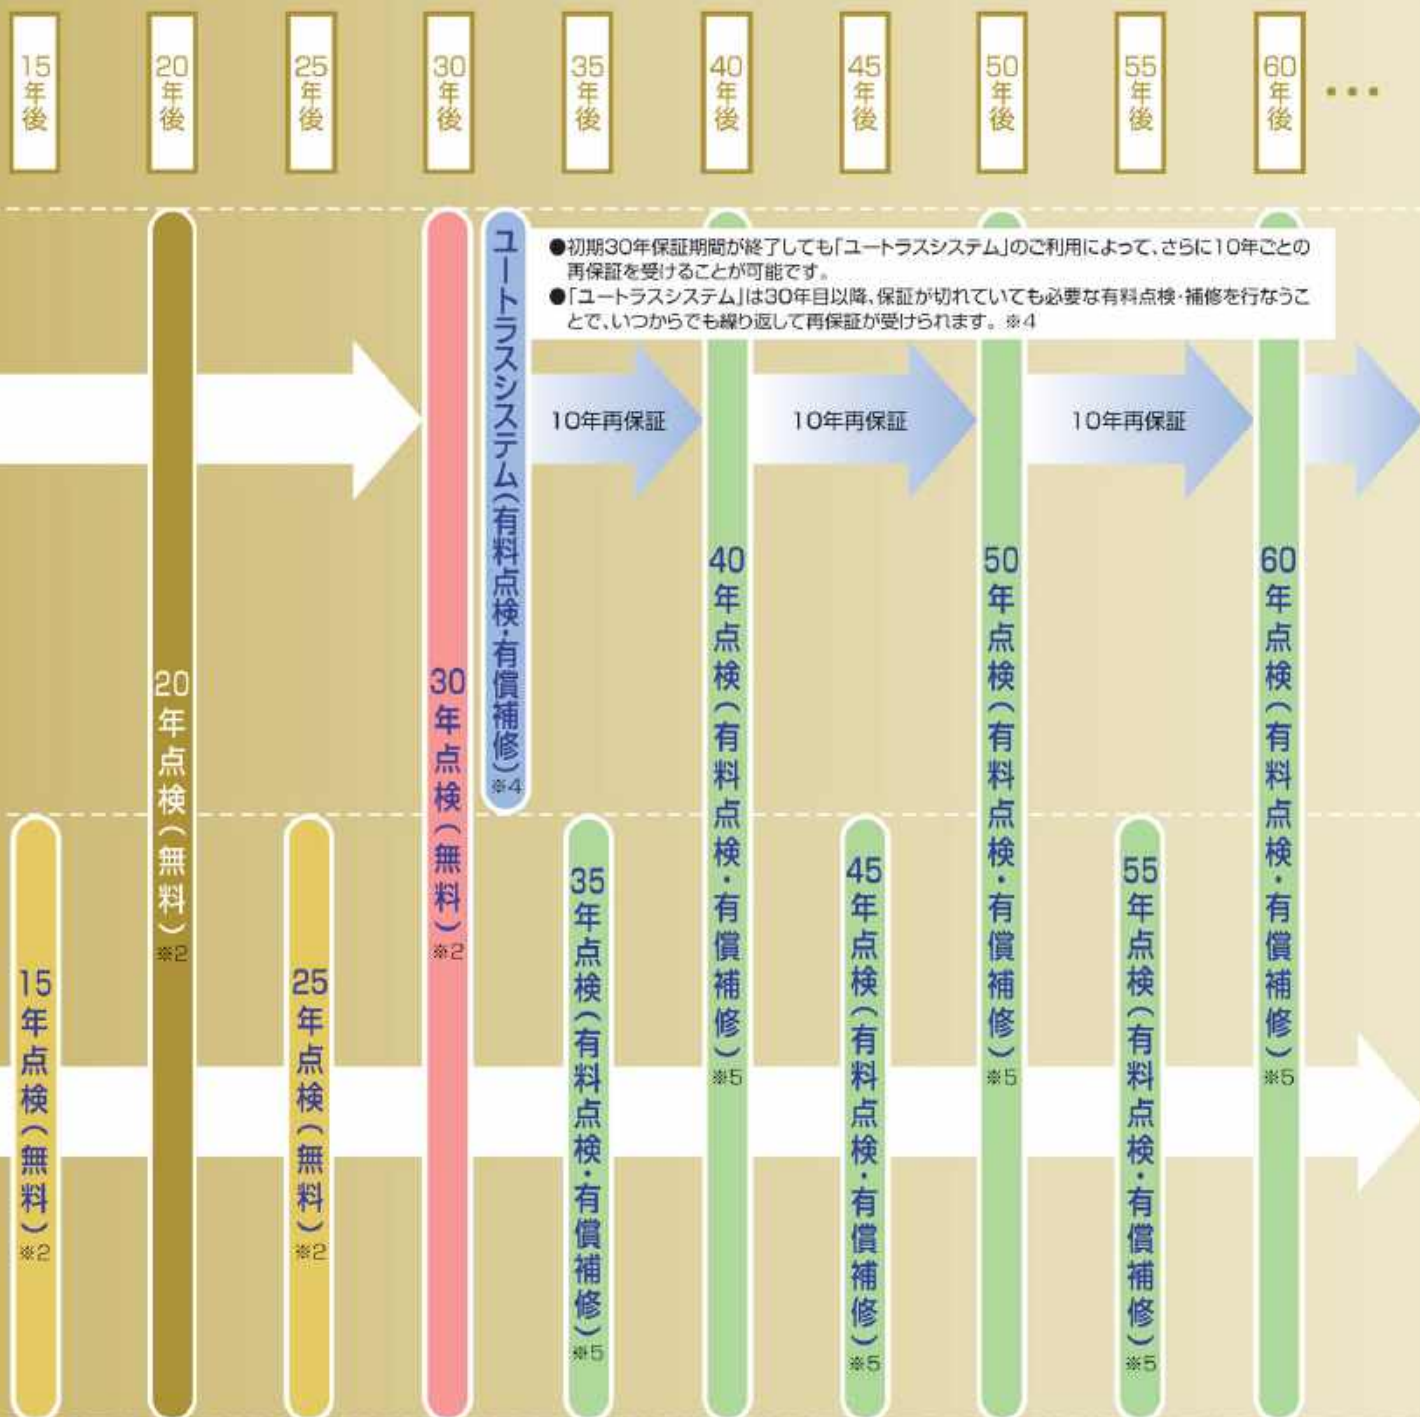 15年後
20年後
25年後
30年後
35年後
40年後
45年後
50年後
55年後
60年後
•••
●初期30年保証期間が終了しても「ユートラスシステム」のご利用によって、さらに10年ごとの
再保証を受けることが可能です。
●「ユートラスシステム」は30年目以降、保証が切れていても必要な有料点検・補修を行なうこ
とで、いつからでも繰り返して再保証が受けられます。※4
ユートラスシステム(有料点検・有償補修)※4
10年再保証
10年再保証
10年再保証
15年点検(無料)※2
20年点検(無料)※2
25年点検(無料)※2
30年点検(無料)※2
35年点検(有料点検・有償補修)※5
40年点検(有料点検・有償補修)※5
45年点検(有料点検・有償補修)※5
50年点検(有料点検・有償補修)※5
55年点検(有料点検・有償補修)※5
60年点検(有料点検・有償補修)※5